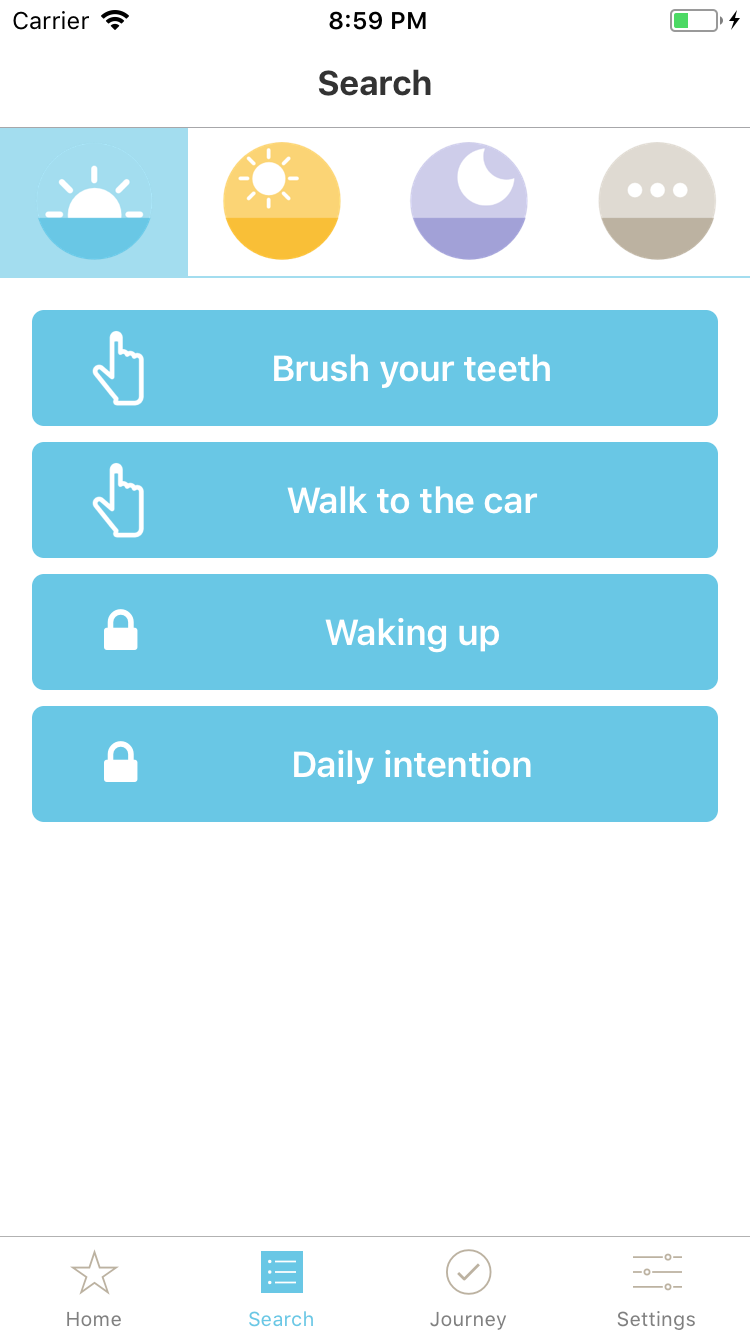 Carrier 8:59 PM
Search
Brush your teeth
Walk to the car
Waking up
Daily intention
Home Search Journey Settings